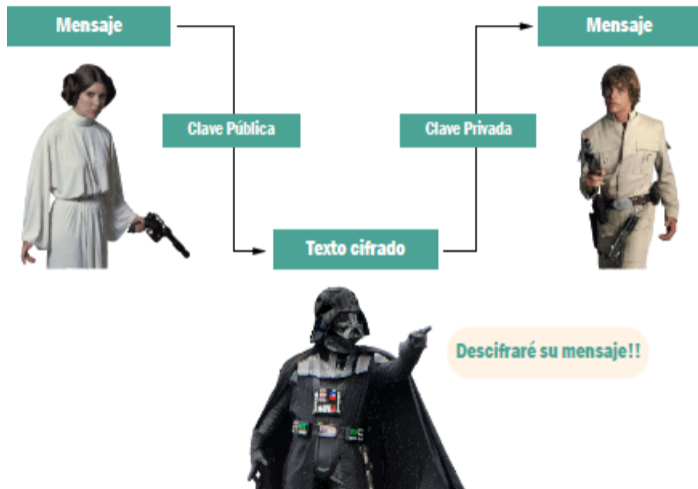 Mensaje
Mensaje
Clave Pública
Clave Privada
Texto cifrado
Descifraré su mensaje!!